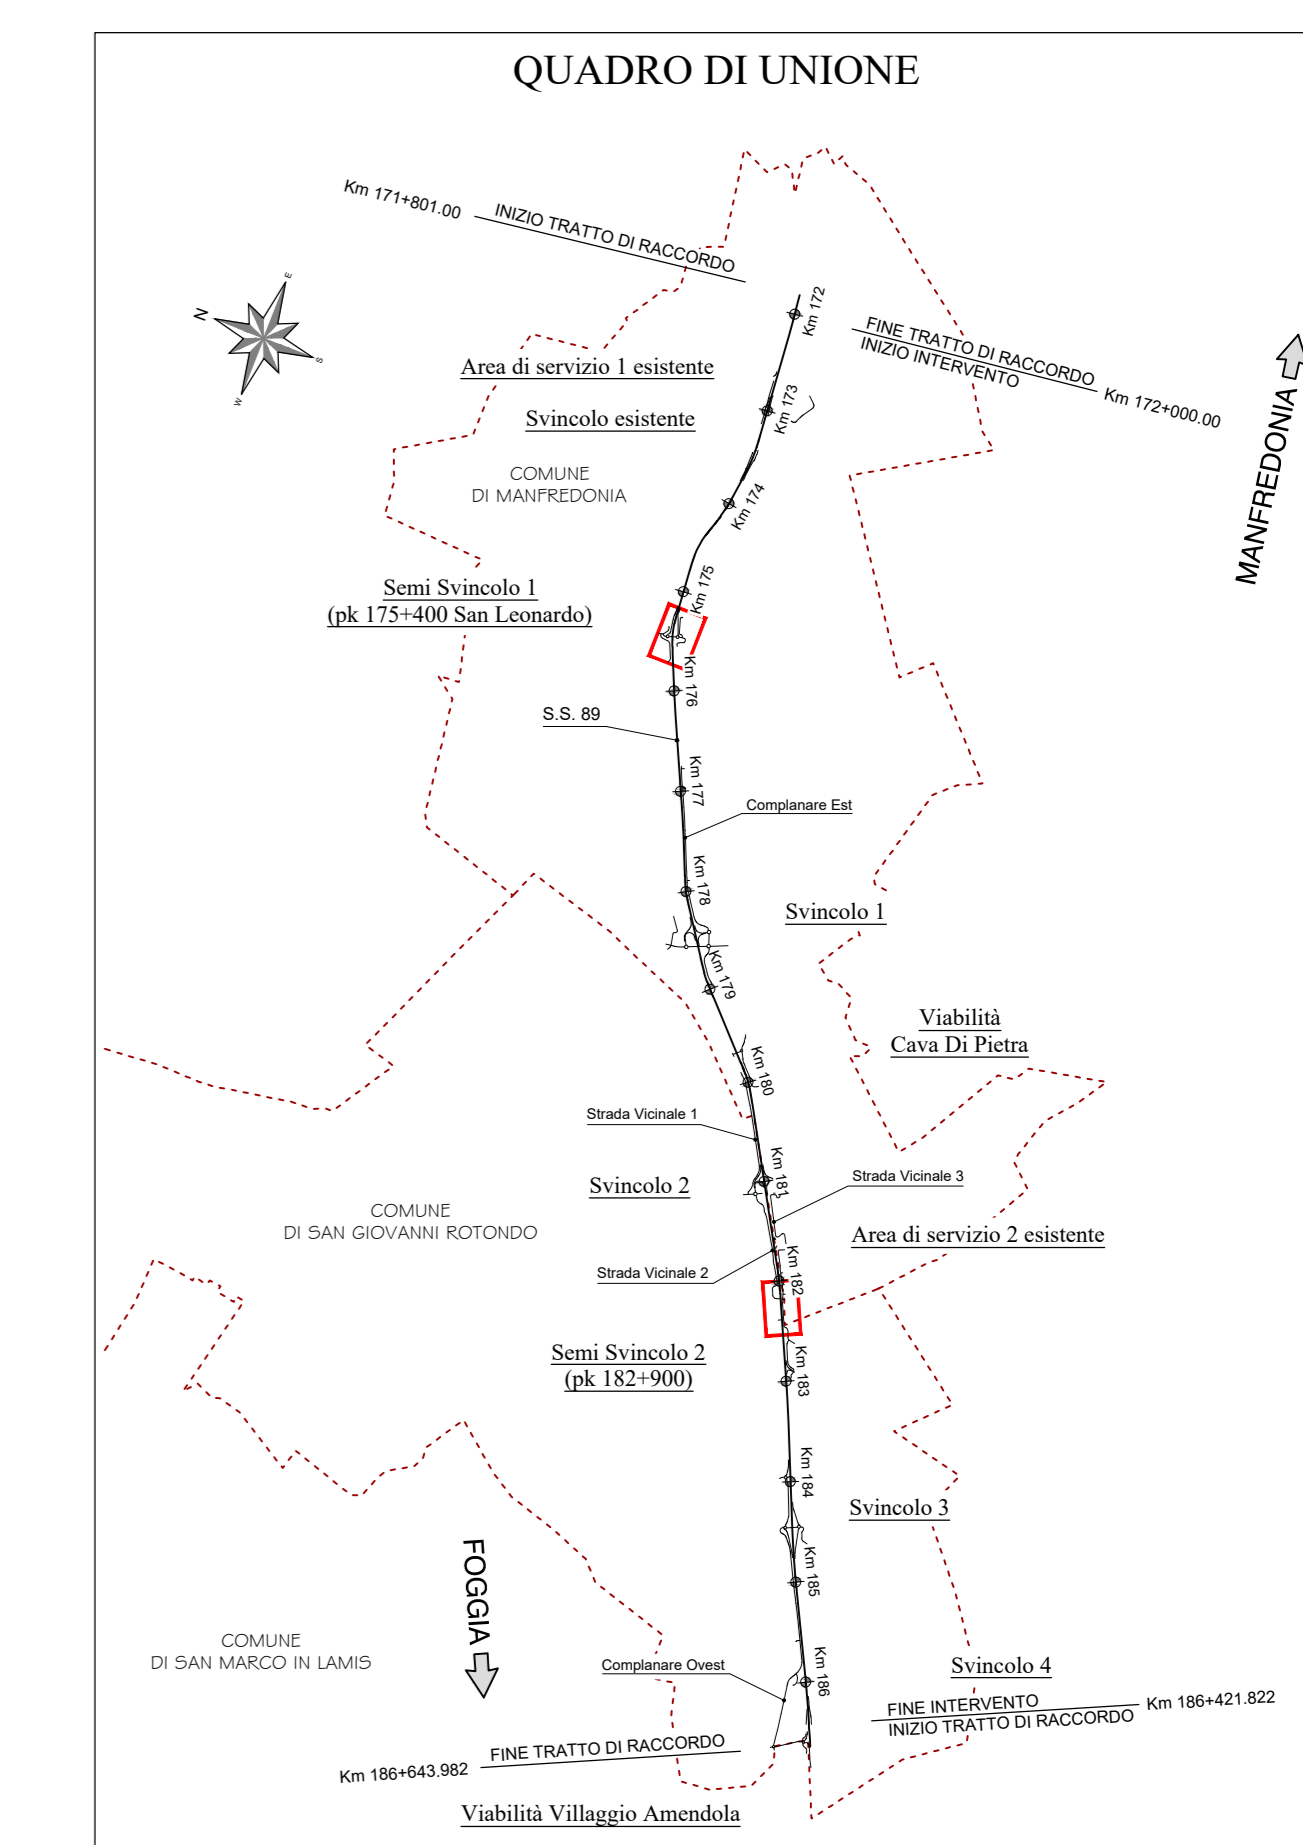 QUADRO DI UNIONE
Km 171+801.00
INIZIO TRATTO DI RACCORDO
E
N
S
W
Km 172
FINE TRATTO DI RACCORDO
INIZIO INTERVENTO
Km 172+000.00
Area di servizio 1 esistente
Km 173
Svincolo esistente
MANFREDONIA
COMUNE
DI MANFREDONIA
Km 174
Semi Svincolo 1
(pk 175+400 San Leonardo)
Km 175
Km 176
S.S. 89
Km 177
Complanare Est
Km 178
Svincolo 1
Km 179
Viabilità
Cava Di Pietra
Km 180
Strada Vicinale 1
Km 181
Strada Vicinale 3
Svincolo 2
COMUNE
DI SAN GIOVANNI ROTONDO
Area di servizio 2 esistente
Strada Vicinale 2
Km 182
Semi Svincolo 2
(pk 182+900)
Km 183
Km 184
Svincolo 3
FOGGIA
Km 185
COMUNE
DI SAN MARCO IN LAMIS
Complanare Ovest
Km 186
Svincolo 4
FINE INTERVENTO
INIZIO TRATTO DI RACCORDO
Km 186+421.822
Km 186+643.982
FINE TRATTO DI RACCORDO
Viabilità Villaggio Amendola